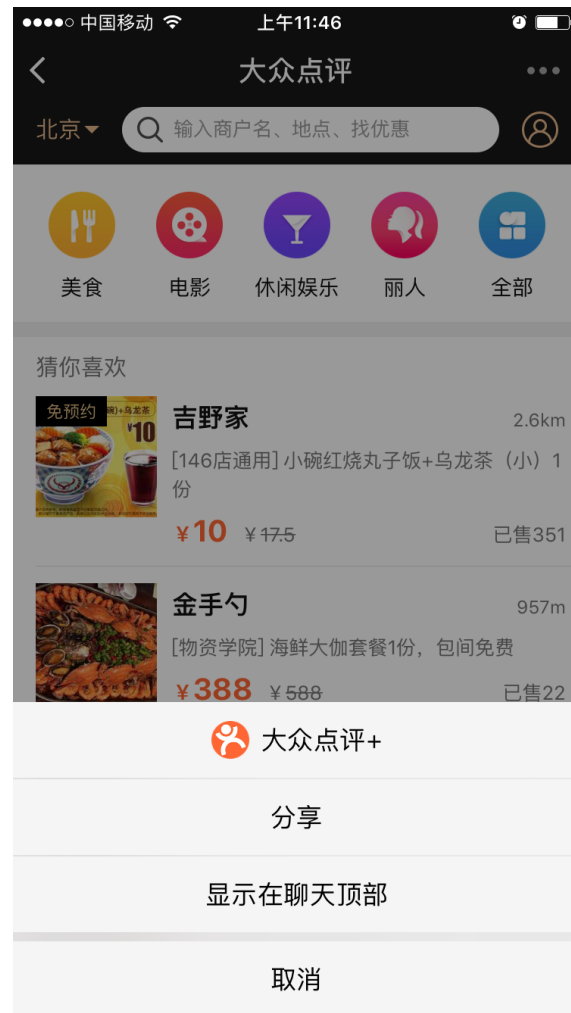 中国移动 上午11:46
大众点评
北京 输入商户名、地点、找优惠
美食 电影 休闲娱乐 丽人 全部
猜你喜欢
免预约 碗)+乌龙茶
¥10
吉野家 2.6km
[146店通用] 小碗红烧丸子饭+乌龙茶（小）1
份
¥10 ¥17.5 已售351
金手勺 957m
[物资学院] 海鲜大伽套餐1份，包间免费
¥388 ¥588 已售22
大众点评+
分享
显示在聊天顶部
取消